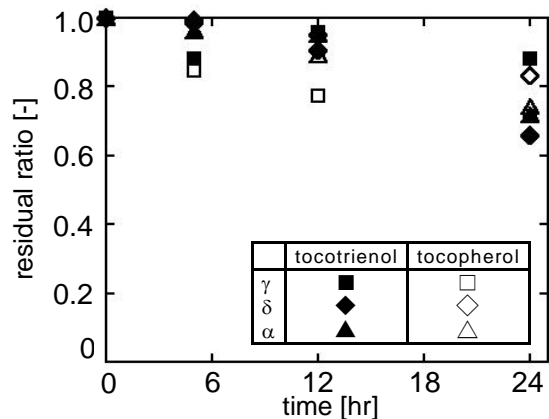 1.0
0.8
0.6
0.4
0.2
0
residual ratio [-]
tocotrienol tocopherol
γ
δ
α
0 6 12 18 24
time [hr]